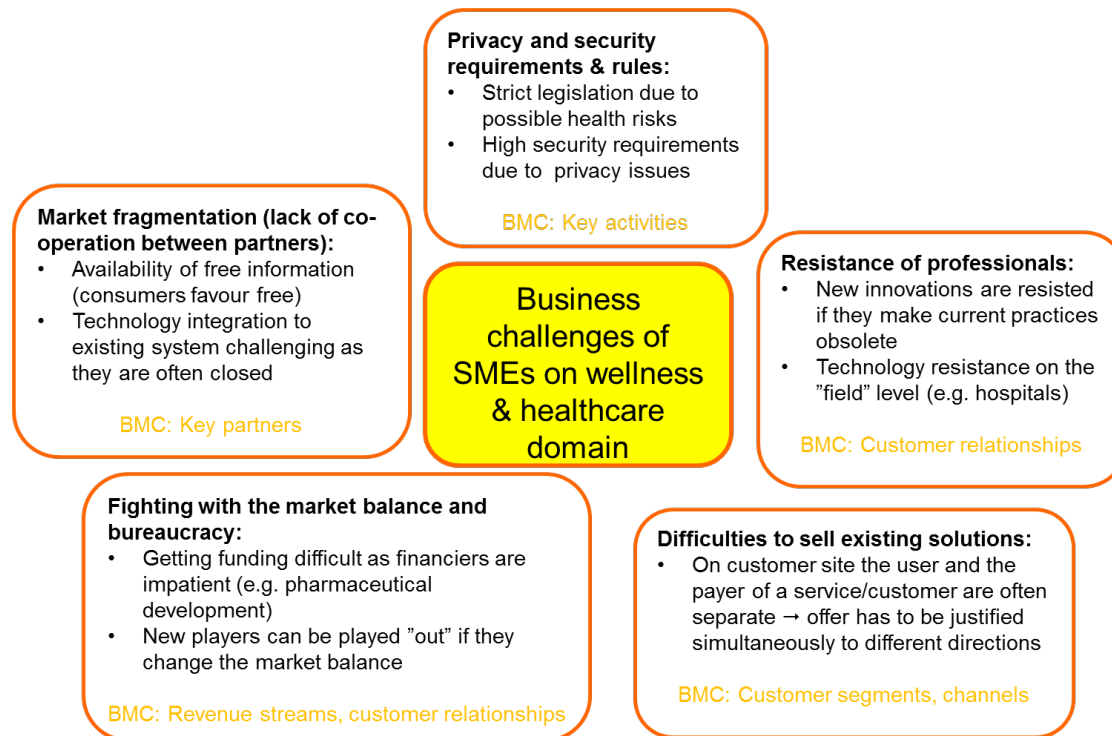 Privacy and security
requirements & rules:
• Strict legislation due to
possible health risks
• High security requirements
due to privacy issues
BMC: Key activities
Market fragmentation (lack of co-
operation between partners):
• Availability of free information
(consumers favour free)
• Technology integration to
existing system challenging as
they are often closed
BMC: Key partners
Business
challenges of
SMEs on wellness
& healthcare
domain
Resistance of professionals:
• New innovations are resisted
if they make current practices
obsolete
• Technology resistance on the
”field” level (e.g. hospitals)
BMC: Customer relationships
Fighting with the market balance and
bureaucracy:
• Getting funding difficult as financiers are
impatient (e.g. pharmaceutical
development)
• New players can be played ”out” if they
change the market balance
BMC: Revenue streams, customer relationships
Difficulties to sell existing solutions:
• On customer site the user and the
payer of a service/customer are often
separate → offer has to be justified
simultaneously to different directions
BMC: Customer segments, channels